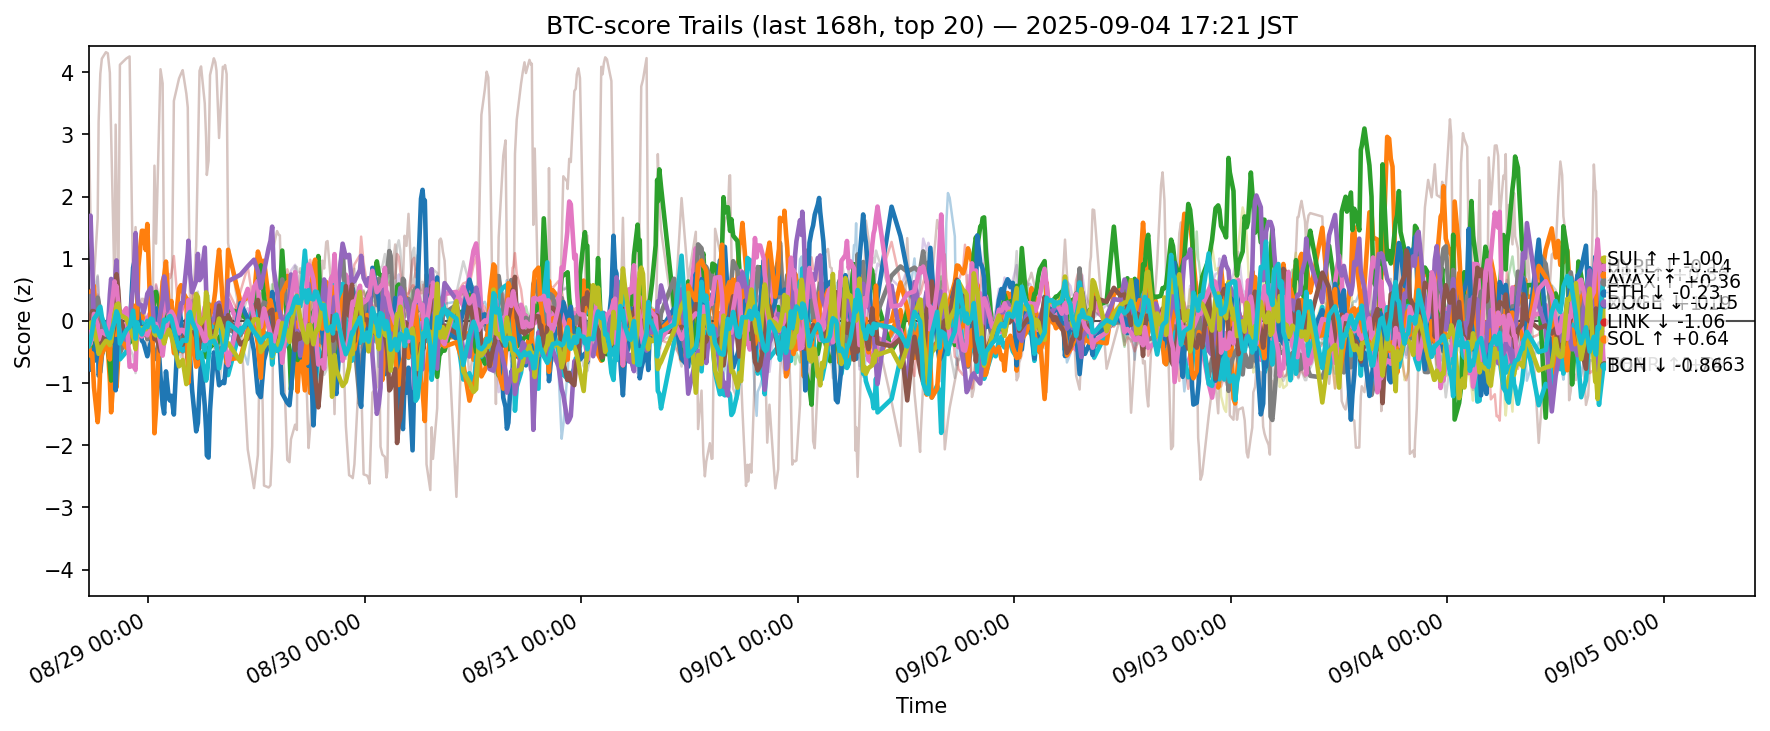 BTC-score Trails (last 168h, top 20) — 2025-09-04 17:21 JST
Score (z)
4
3
2
1
0
−1
−2
−3
−4
SUI ↑ +1.00
AVAX ↑ +0.36
ETH ↓ -0.23
DOGE ↓
LINK ↓ -1.06
SOL ↑ +0.64
BCH ↓ -0.86
08/29 00:00
08/30 00:00
08/31 00:00
09/01 00:00
09/02 00:00
09/03 00:00
09/04 00:00
09/05 00:00
Time